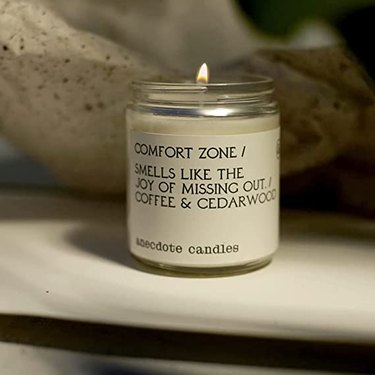 COMFORT ZONE /
SMELLS LIKE THE
JOY OF MISSING OUT. /
COFFEE & CEDARWOOD
anecdote candles